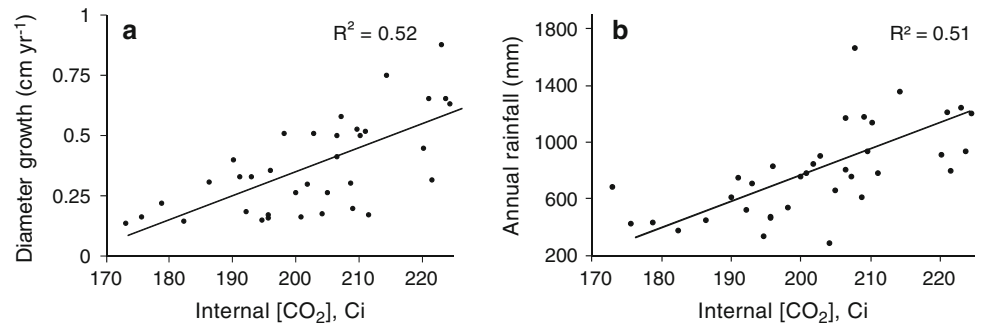 a
R² = 0.52
Diameter growth (cm yr⁻¹)
1
0.75
0.5
0.25
0
170 180 190 200 210 220
Internal [CO₂], Ci
b
R² = 0.51
Annual rainfall (mm)
1800
1400
1000
600
200
170 180 190 200 210 220
Internal [CO₂], Ci